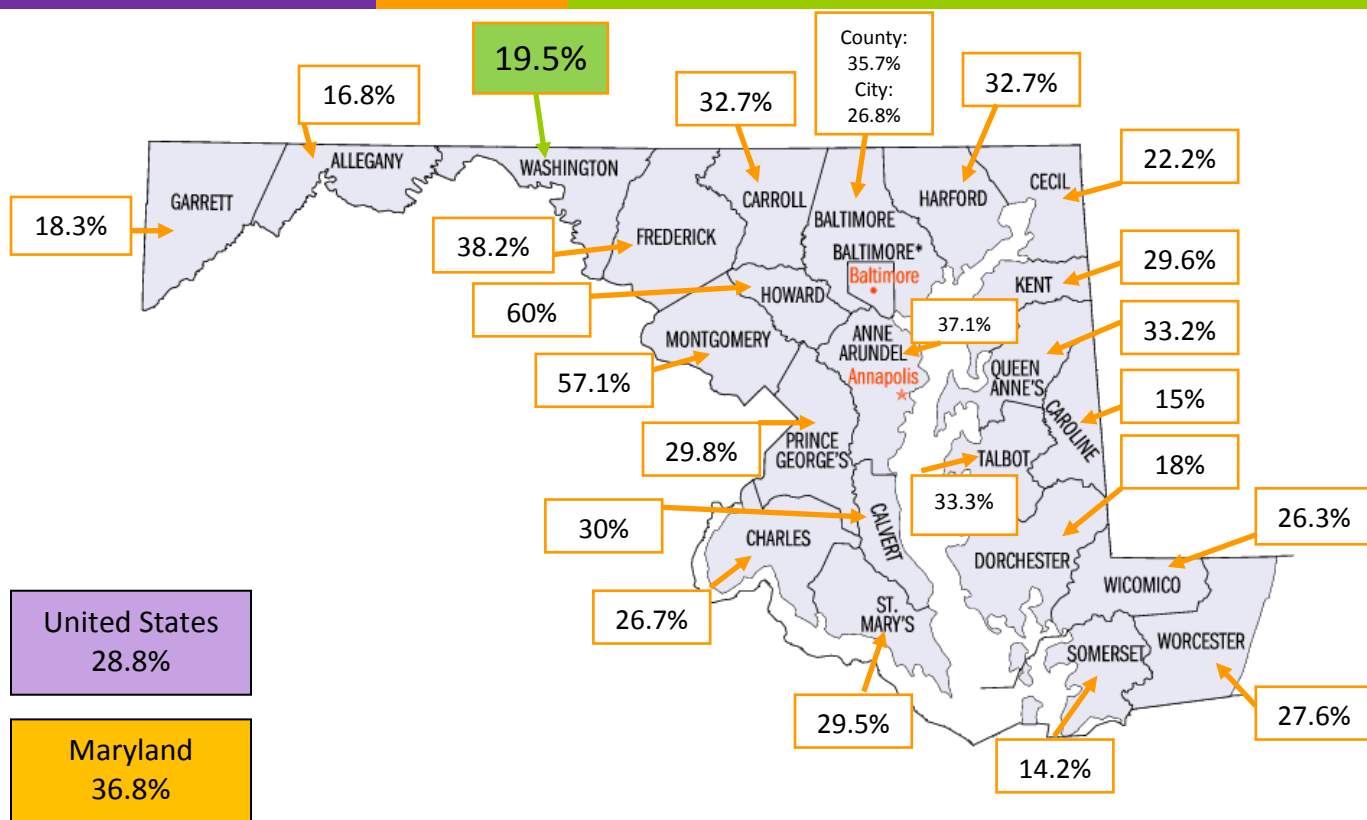 19.5%
County:
35.7%
City:
26.8%
16.8%
32.7%
32.7%
22.2%
ALLEGANY
WASHINGTON
CARROLL
HARFORD
CECIL
GARRETT
18.3%
BALTIMORE
FREDERICK
38.2%
BALTIMORE*
Baltimore
29.6%
KENT
HOWARD
60%
37.1%
33.2%
MONTGOMERY
ANNE
ARUNDEL
QUEEN
ANNE'S
57.1%
Annapolis
15%
CAROLINE
PRINCE
GEORGE'S
29.8%
TALBOT
18%
33.3%
30%
CALVERT
26.3%
CHARLES
DORCHESTER
WICOMICO
26.7%
ST.
MARY'S
United States
28.8%
SOMERSET
WORCESTER
29.5%
27.6%
14.2%
Maryland
36.8%